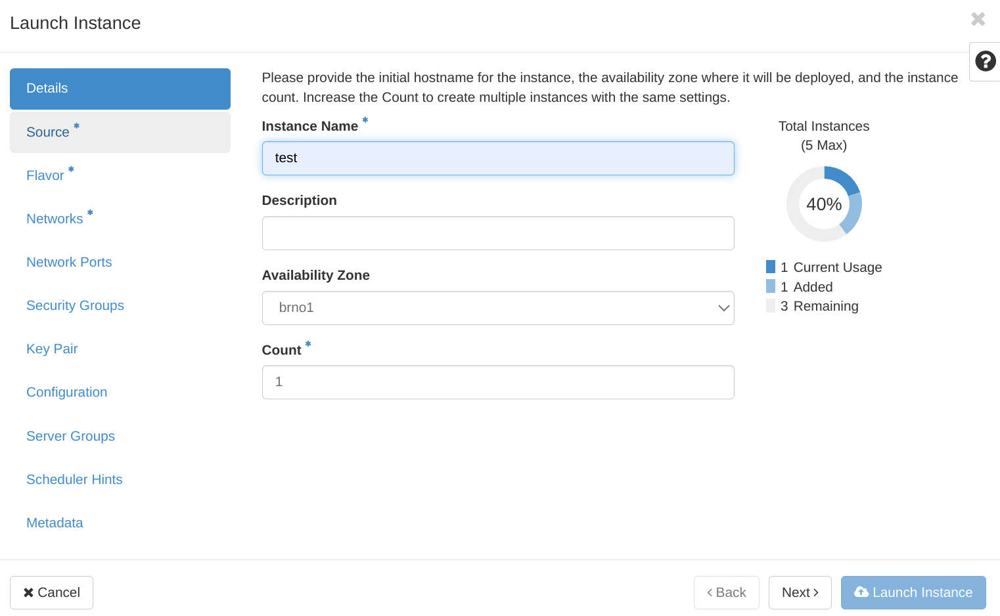 Launch Instance
Details
Source *
Flavor *
Networks *
Network Ports
Security Groups
Key Pair
Configuration
Server Groups
Scheduler Hints
Metadata
Please provide the initial hostname for the instance, the availability zone where it will be deployed, and the instance
count. Increase the Count to create multiple instances with the same settings.
Instance Name *
test
Description
Availability Zone
brno1
Count *
1
Total Instances
(5 Max)
40%
1 Current Usage
1 Added
3 Remaining
Cancel
< Back
Next >
Launch Instance